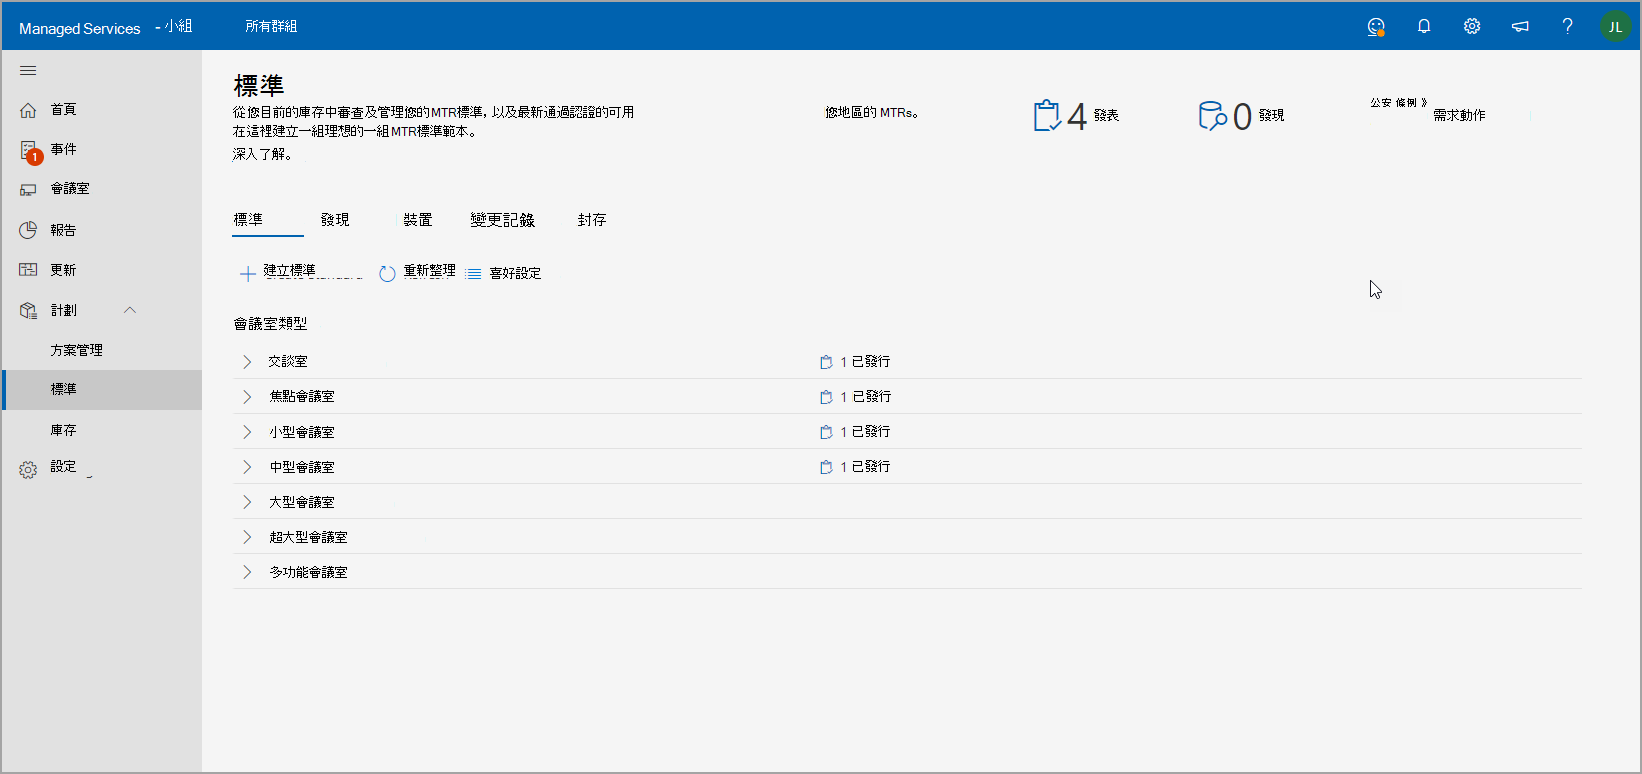 Managed Services - 小組 所有群組 JL
首頁
1 事件
會議室
報告
更新
計劃
方案管理
標準
庫存
設定
標準
從您目前的庫存中審查及管理您的MTR標準，以及最新通過認證的可用 您地區的 MTRs。
在這裡建立一組理想的一組MTR標準範本。
深入了解。
4 發表 0 發現 公安 條例 》 需求動作
標準 發現 裝置 變更記錄 封存
建立標準 重新整理 喜好設定
會議室類型
交談室 1 已發行
焦點會議室 1 已發行
小型會議室 1 已發行
中型會議室 1 已發行
大型會議室
超大型會議室
多功能會議室